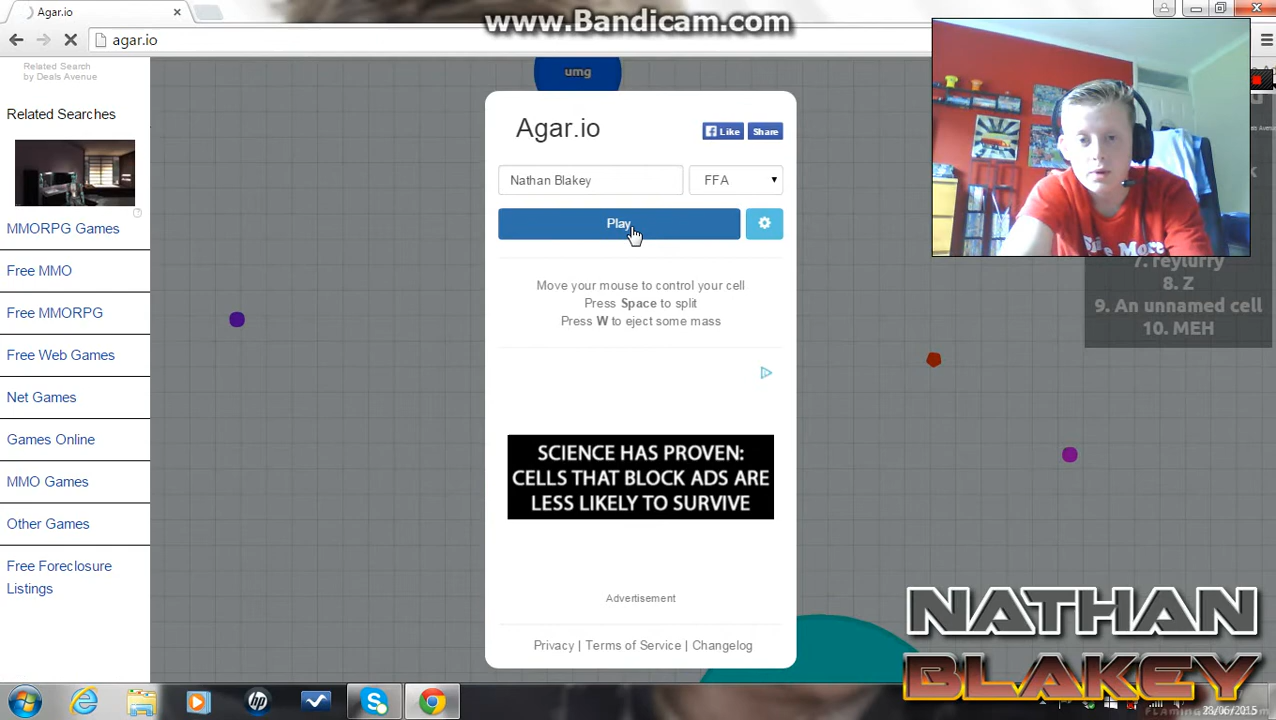 www.Bandicam.com
Agar.io
agar.io
Related Search
by Deals Avenue
Related Searches
MMORPG Games
Free MMO
Free MMORPG
Free Web Games
Net Games
Games Online
MMO Games
Other Games
Free Foreclosure
Listings
umg
Agar.io
Like
Share
Nathan Blakey
FFA
Play
Move your mouse to control your cell
Press Space to split
Press W to eject some mass
SCIENCE HAS PROVEN:
CELLS THAT BLOCK ADS ARE
LESS LIKELY TO SURVIVE
Advertisement
Privacy | Terms of Service | Changelog
7. reylurry
8. Z
9. An unnamed cell
10. MEH
NATHAN
BLAKEY
23/06/2015